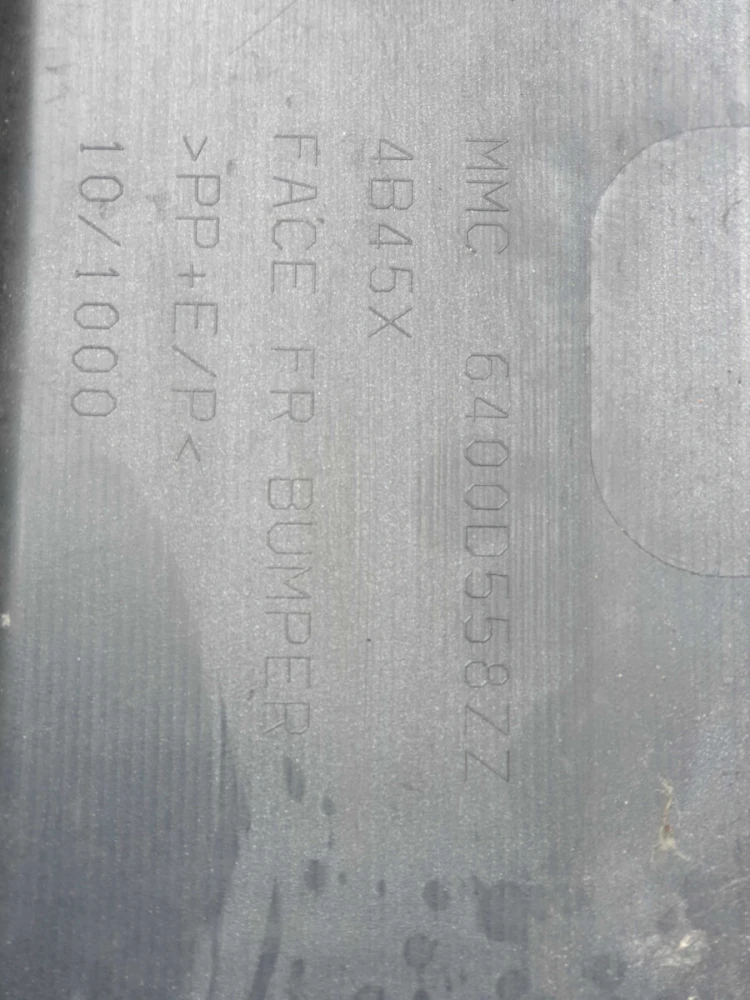 MMC 6400D558ZZ
4B45X
FACE FR BUMPER
>PP+E/P<
10/1000